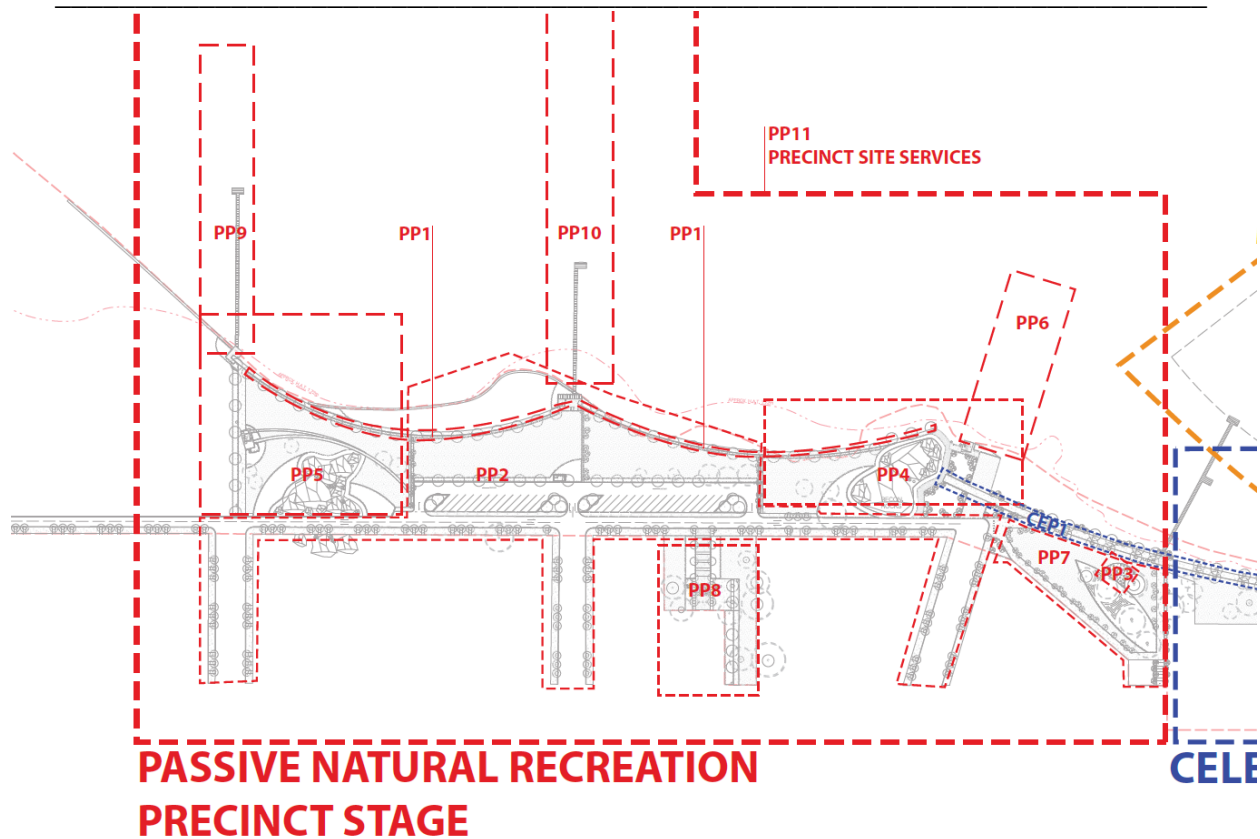 PP11
PRECINCT SITE SERVICES
PP9
PP1
PP10
PP1
PP6
PP5
PP2
PP4
CEP1
PP7
PP3
PP8
PASSIVE NATURAL RECREATION
PRECINCT STAGE
CELE